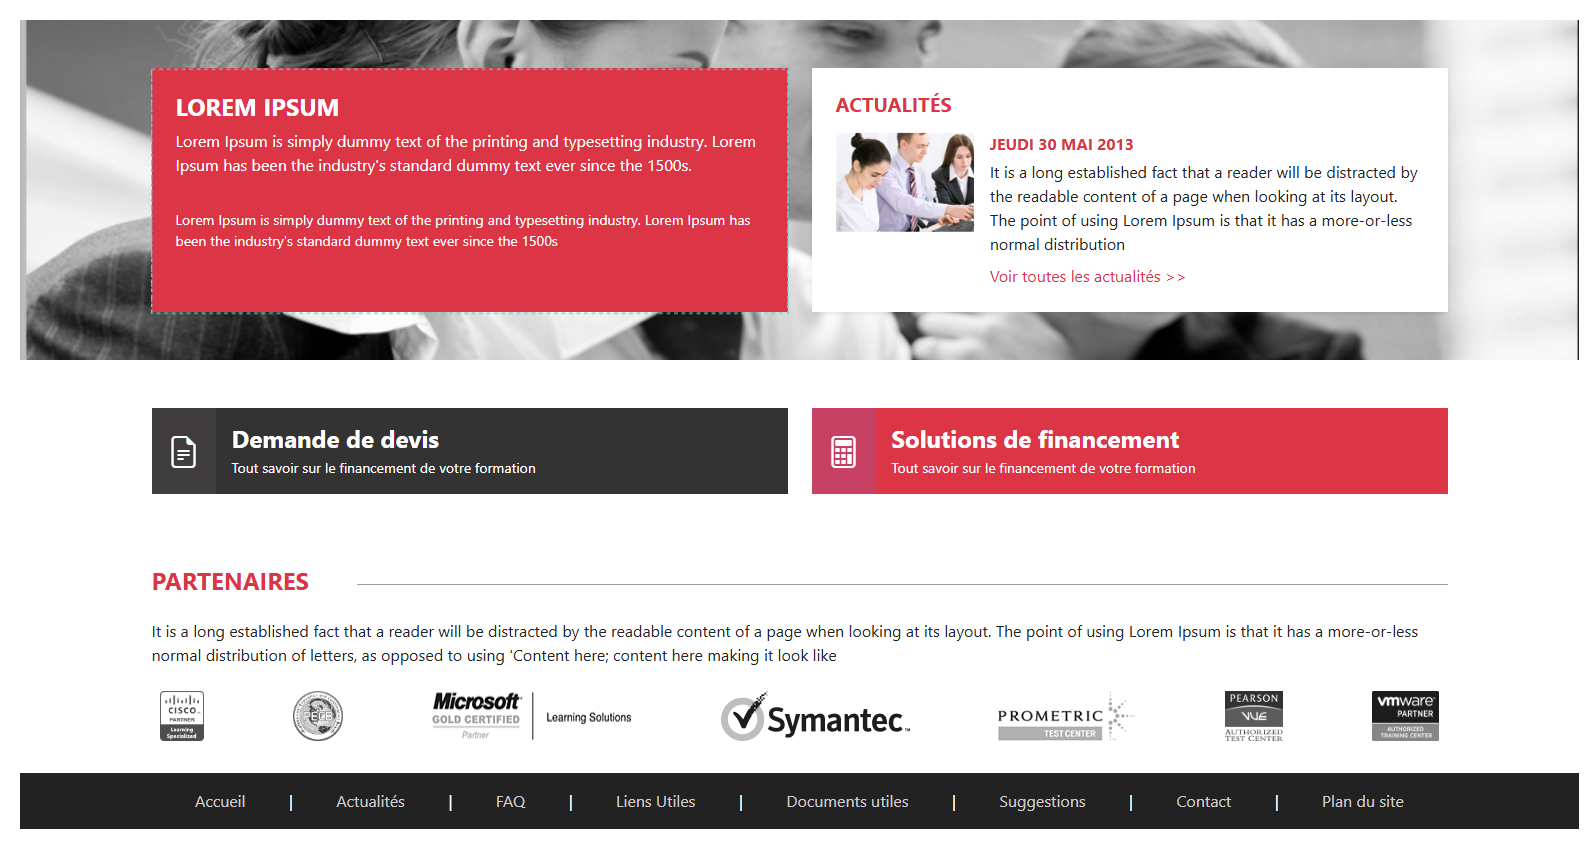 LOREM IPSUM
Lorem Ipsum is simply dummy text of the printing and typesetting industry. Lorem
Ipsum has been the industry's standard dummy text ever since the 1500s.
Lorem Ipsum is simply dummy text of the printing and typesetting industry. Lorem Ipsum has
been the industry's standard dummy text ever since the 1500s
ACTUALITÉS
JEUDI 30 MAI 2013
It is a long established fact that a reader will be distracted by
the readable content of a page when looking at its layout.
The point of using Lorem Ipsum is that it has a more-or-less
normal distribution
Voir toutes les actualités >>
Demande de devis
Tout savoir sur le financement de votre formation
Solutions de financement
Tout savoir sur le financement de votre formation
PARTENAIRES
It is a long established fact that a reader will be distracted by the readable content of a page when looking at its layout. The point of using Lorem Ipsum is that it has a more-or-less
normal distribution of letters, as opposed to using 'Content here; content here making it look like
CISCO
PARTNER
Learning
Specialized
PECB
Microsoft
GOLD CERTIFIED
Partner
Learning Solutions
Symantec
PROMETRIC
TEST CENTER
PEARSON
VUE
AUTHORIZED
TEST CENTER
vmware
PARTNER
AUTHORIZED
TRAINING CENTER
Accueil | Actualités | FAQ | Liens Utiles | Documents utiles | Suggestions | Contact | Plan du site